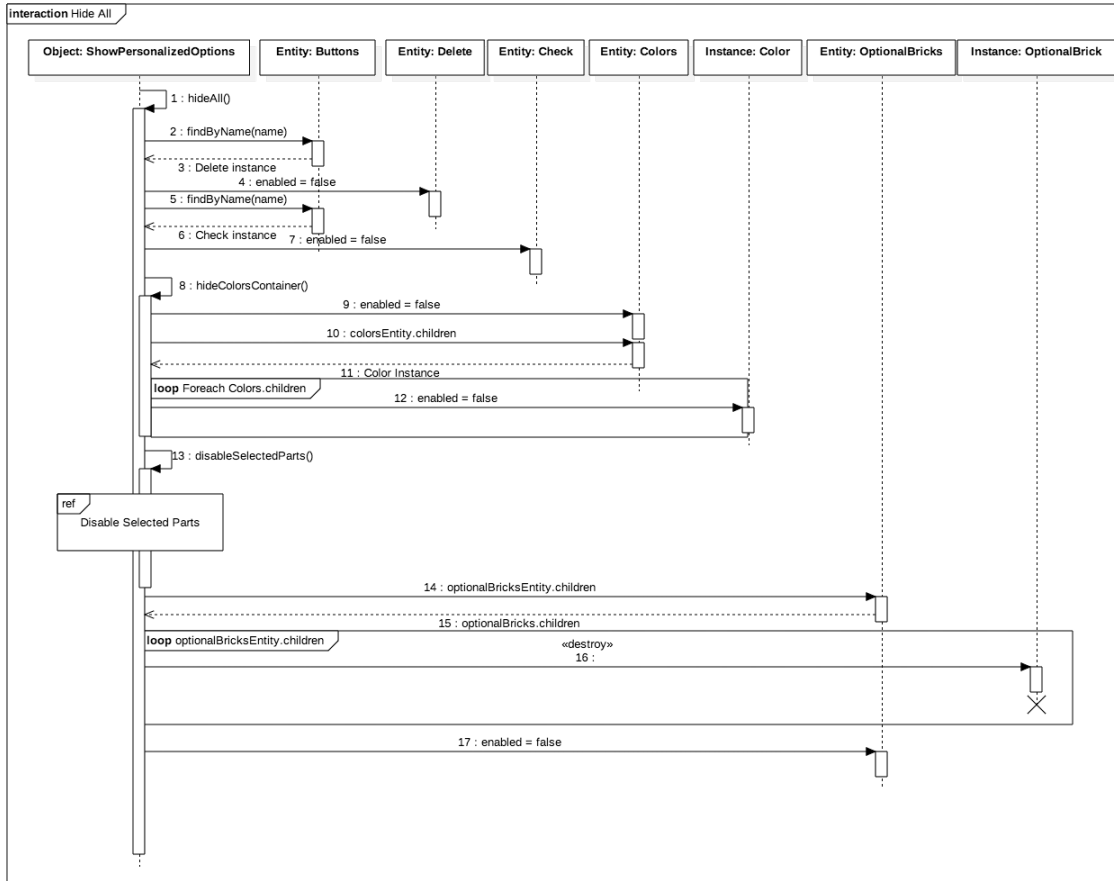 interaction Hide All
Object: ShowPersonalizedOptions
Entity: Buttons
Entity: Delete
Entity: Check
Entity: Colors
Instance: Color
Entity: OptionalBricks
Instance: OptionalBrick
1 : hideAll()
2 : findByName(name)
3 : Delete instance
4 : enabled = false
5 : findByName(name)
6 : Check instance
7 : enabled = false
8 : hideColorsContainer()
9 : enabled = false
10 : colorsEntity.children
11 : Color Instance
loop Foreach Colors.children
12 : enabled = false
13 : disableSelectedParts()
ref
Disable Selected Parts
14 : optionalBricksEntity.children
15 : optionalBricks.children
loop optionalBricksEntity.children
«destroy»
16 :
17 : enabled = false